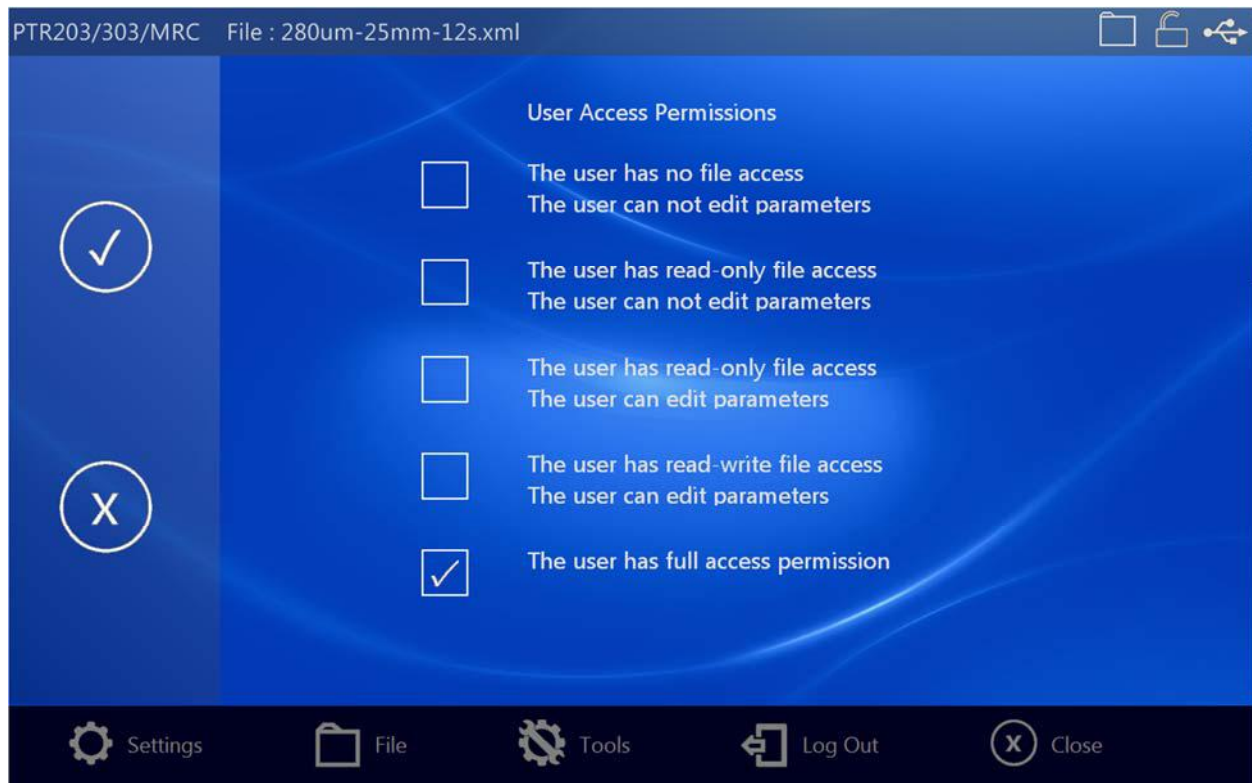 PTR203/303/MRC File : 280um-25mm-12s.xml
User Access Permissions
The user has no file access
The user can not edit parameters
The user has read-only file access
The user can not edit parameters
The user has read-only file access
The user can edit parameters
The user has read-write file access
The user can edit parameters
The user has full access permission
X
Settings File Tools Log Out X Close